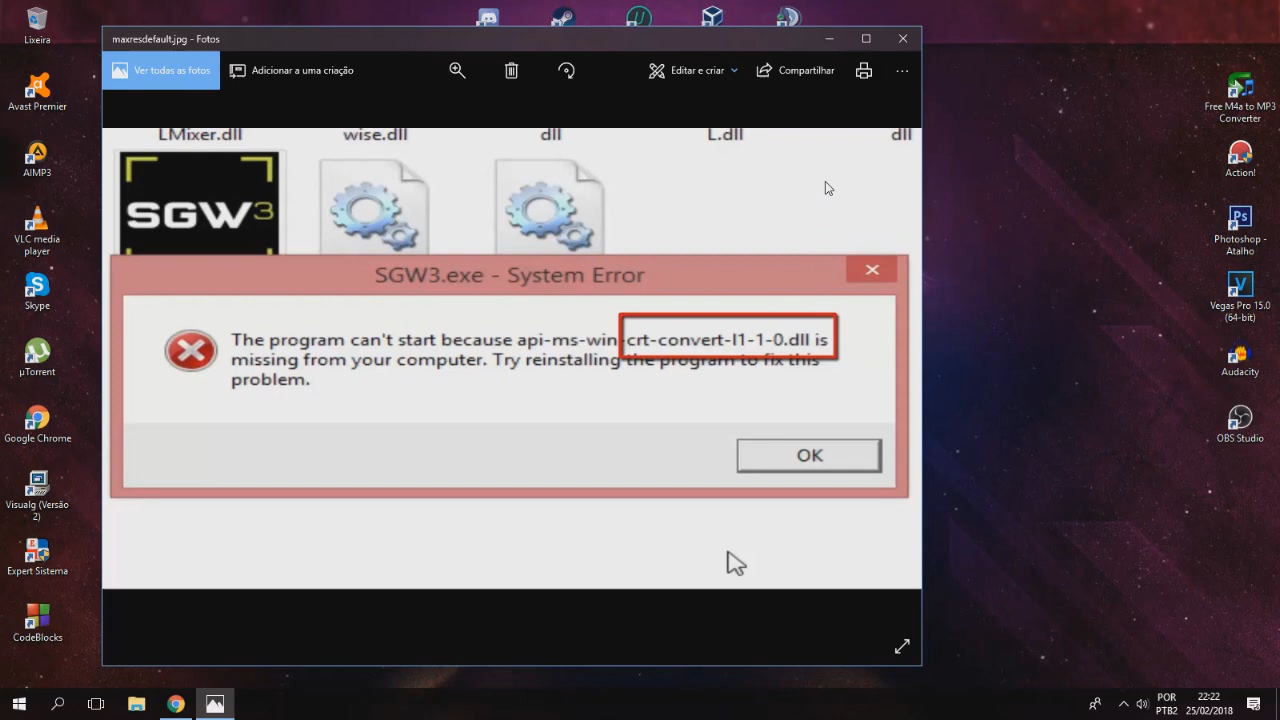 Lixeira
Avast Premier
AIMP3
VLC media
player
Skype
µTorrent
Google Chrome
Visualg (Versão
2)
Expert Sistema
CodeBlocks
maxresdefault.jpg - Fotos
Ver todas as fotos
Adicionar a uma criação
Editar e criar
Compartilhar
LMixer.dll
wise.dll
dll
L.dll
dll
SGW3
SGW3.exe - System Error
The program can't start because api-ms-win-crt-convert-l1-1-0.dll is
missing from your computer. Try reinstalling the program to fix this
problem.
OK
Free M4a to MP3
Converter
Action!
Ps
Photoshop -
Atalho
Vegas Pro 15.0
(64-bit)
Audacity
OBS Studio
POR
PTB2
22:22
25/02/2018